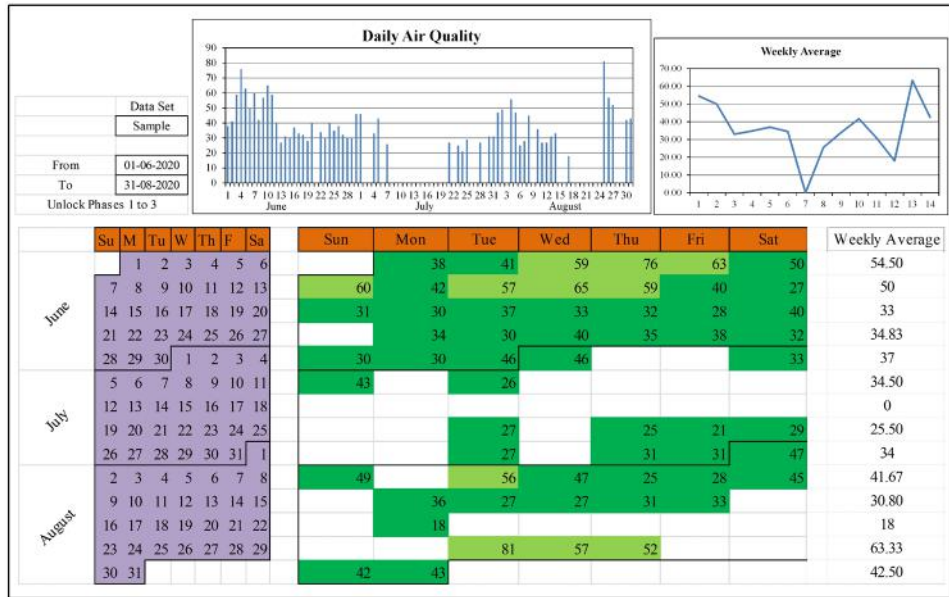 Daily Air Quality
90
80
70
60
50
40
30
20
10
0
1 4 7 10 13 16 19 22 25 28 1 4 7 10 13 16 19 22 25 28 31 3 6 9 12 15 18 21 24 27 30
June July August
Weekly Average
70.00
60.00
50.00
40.00
30.00
20.00
10.00
0.00
1 2 3 4 5 6 7 8 9 10 11 12 13 14
Data Set
Sample
From 01-06-2020
To 31-08-2020
Unlock Phases 1 to 3
Su M Tu W Th F Sa Sun Mon Tue Wed Thu Fri Sat Weekly Average
June
1 2 3 4 5 6 38 41 59 76 63 50 54.50
7 8 9 10 11 12 13 60 42 57 65 59 40 27 50
14 15 16 17 18 19 20 31 30 37 33 32 28 40 33
21 22 23 24 25 26 27 34 30 40 35 38 32 34.83
28 29 30 1 2 3 4 30 30 46 46 33 37
July
5 6 7 8 9 10 11 43 26 34.50
12 13 14 15 16 17 18 0
19 20 21 22 23 24 25 27 25 21 29 25.50
26 27 28 29 30 31 1 27 31 31 47 34
August
2 3 4 5 6 7 8 49 56 47 25 28 45 41.67
9 10 11 12 13 14 15 36 27 27 31 33 30.80
16 17 18 19 20 21 22 18 18
23 24 25 26 27 28 29 81 57 52 63.33
30 31 42 43 42.50